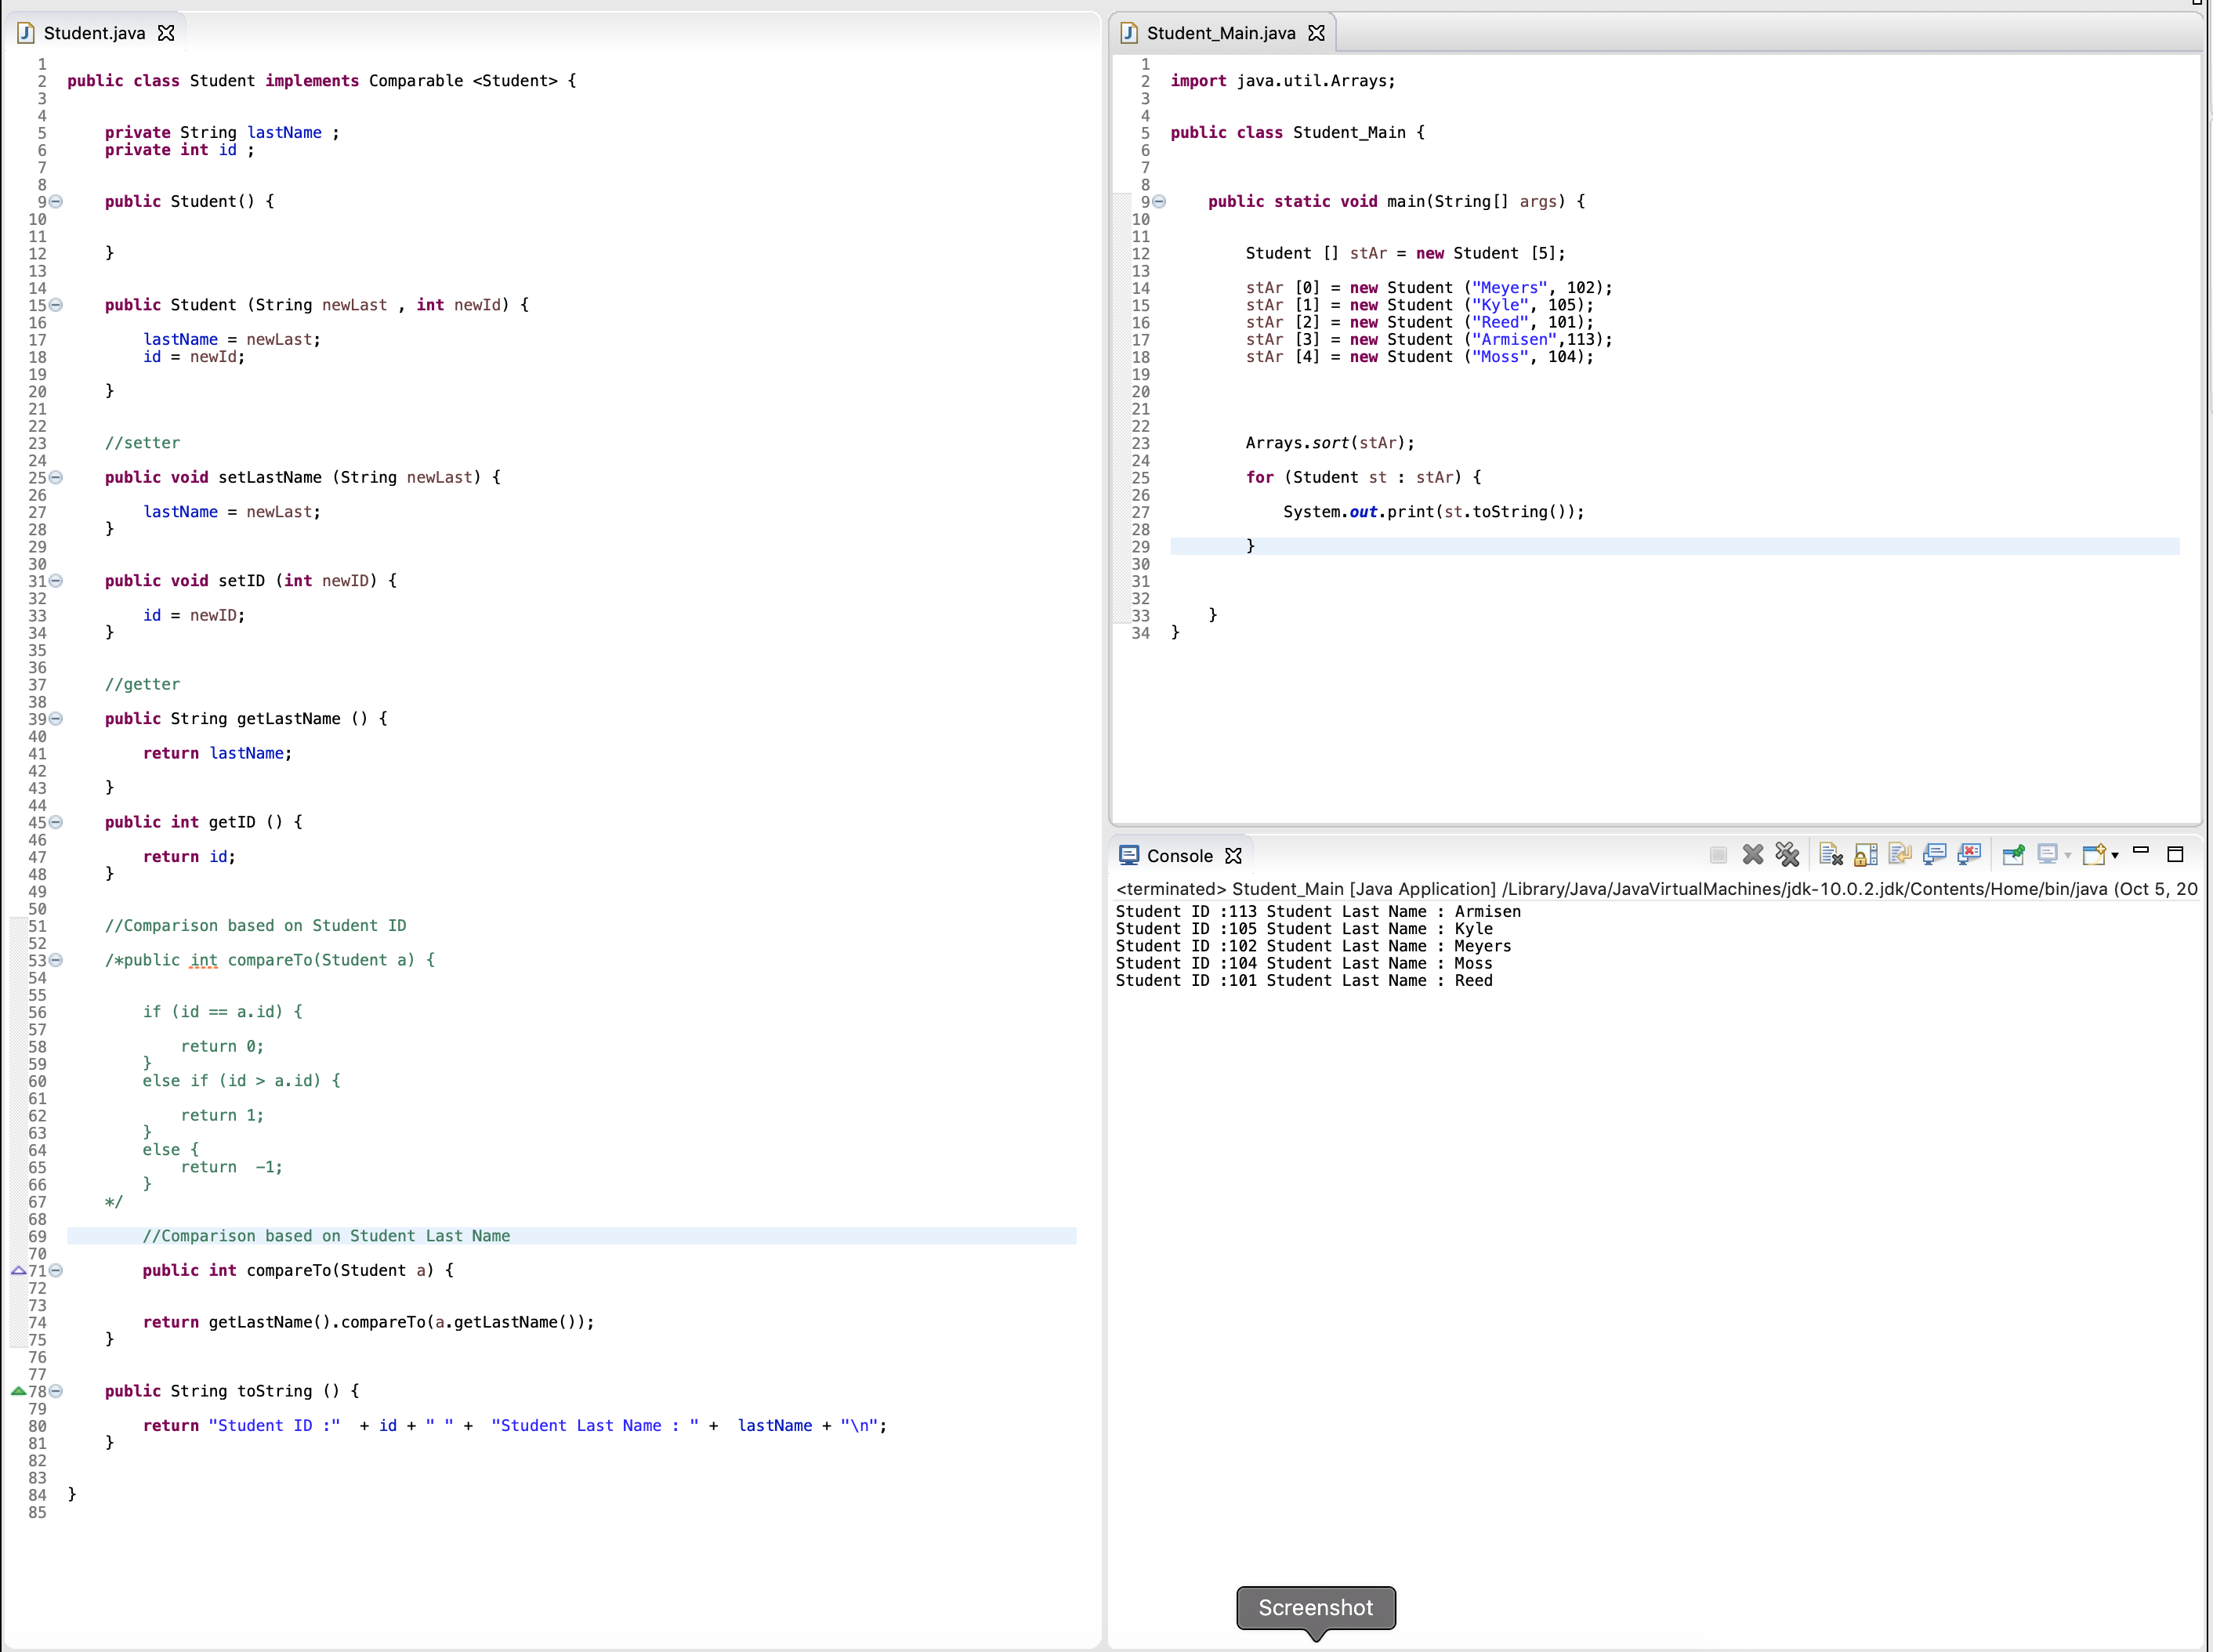 Student.java
1
2 public class Student implements Comparable <Student> {
3
4
5 private String lastName ;
6 private int id ;
7
8
9 public Student() {
10
11
12 }
13
14
15 public Student (String newLast , int newId) {
16
17 lastName = newLast;
18 id = newId;
19
20 }
21
22
23 //setter
24
25 public void setLastName (String newLast) {
26
27 lastName = newLast;
28 }
29
30
31 public void setID (int newID) {
32
33 id = newID;
34 }
35
36
37 //getter
38
39 public String getLastName () {
40
41 return lastName;
42
43 }
44
45 public int getID () {
46
47 return id;
48 }
49
50
51 //Comparison based on Student ID
52
53 /*public int compareTo(Student a) {
54
55
56 if (id == a.id) {
57
58 return 0;
59 }
60 else if (id > a.id) {
61
62 return 1;
63 }
64 else {
65 return  -1;
66 }
67 */
68
69 //Comparison based on Student Last Name
70
71 public int compareTo(Student a) {
72
73
74 return getLastName().compareTo(a.getLastName());
75 }
76
77
78 public String toString () {
79
80 return "Student ID :"  + id + " " +  "Student Last Name : " +  lastName + "\n";
81 }
82
83
84 }
85
Student_Main.java
1
2 import java.util.Arrays;
3
4
5 public class Student_Main {
6
7
8
9 public static void main(String[] args) {
10
11
12 Student [] stAr = new Student [5];
13
14 stAr [0] = new Student ("Meyers", 102);
15 stAr [1] = new Student ("Kyle", 105);
16 stAr [2] = new Student ("Reed", 101);
17 stAr [3] = new Student ("Armisen",113);
18 stAr [4] = new Student ("Moss", 104);
19
20
21
22
23 Arrays.sort(stAr);
24
25 for (Student st : stAr) {
26
27 System.out.print(st.toString());
28
29 }
30
31
32
33 }
34 }
Console
<terminated> Student_Main [Java Application] /Library/Java/JavaVirtualMachines/jdk-10.0.2.jdk/Contents/Home/bin/java (Oct 5, 20
Student ID :113 Student Last Name : Armisen
Student ID :105 Student Last Name : Kyle
Student ID :102 Student Last Name : Meyers
Student ID :104 Student Last Name : Moss
Student ID :101 Student Last Name : Reed
Screenshot